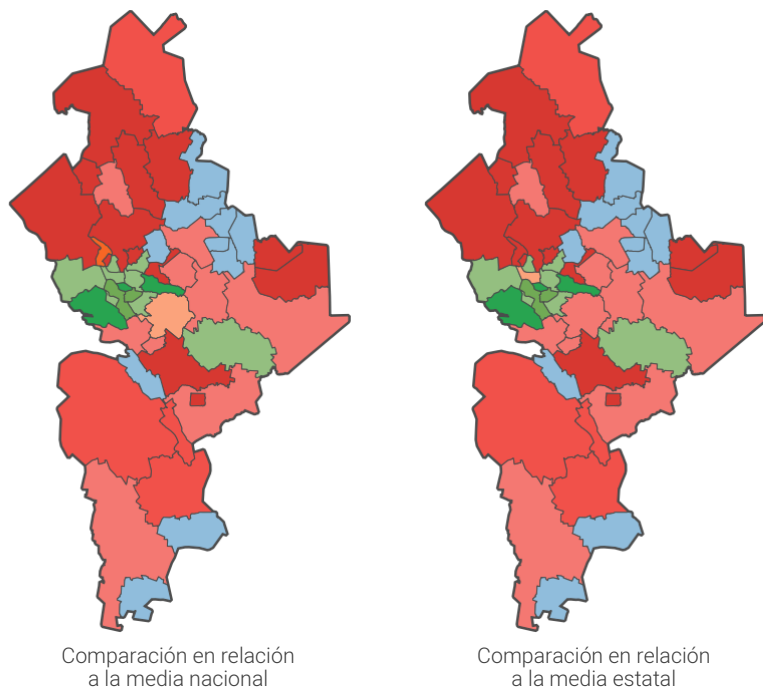 Comparación en relación
a la media nacional
Comparación en relación
a la media estatal